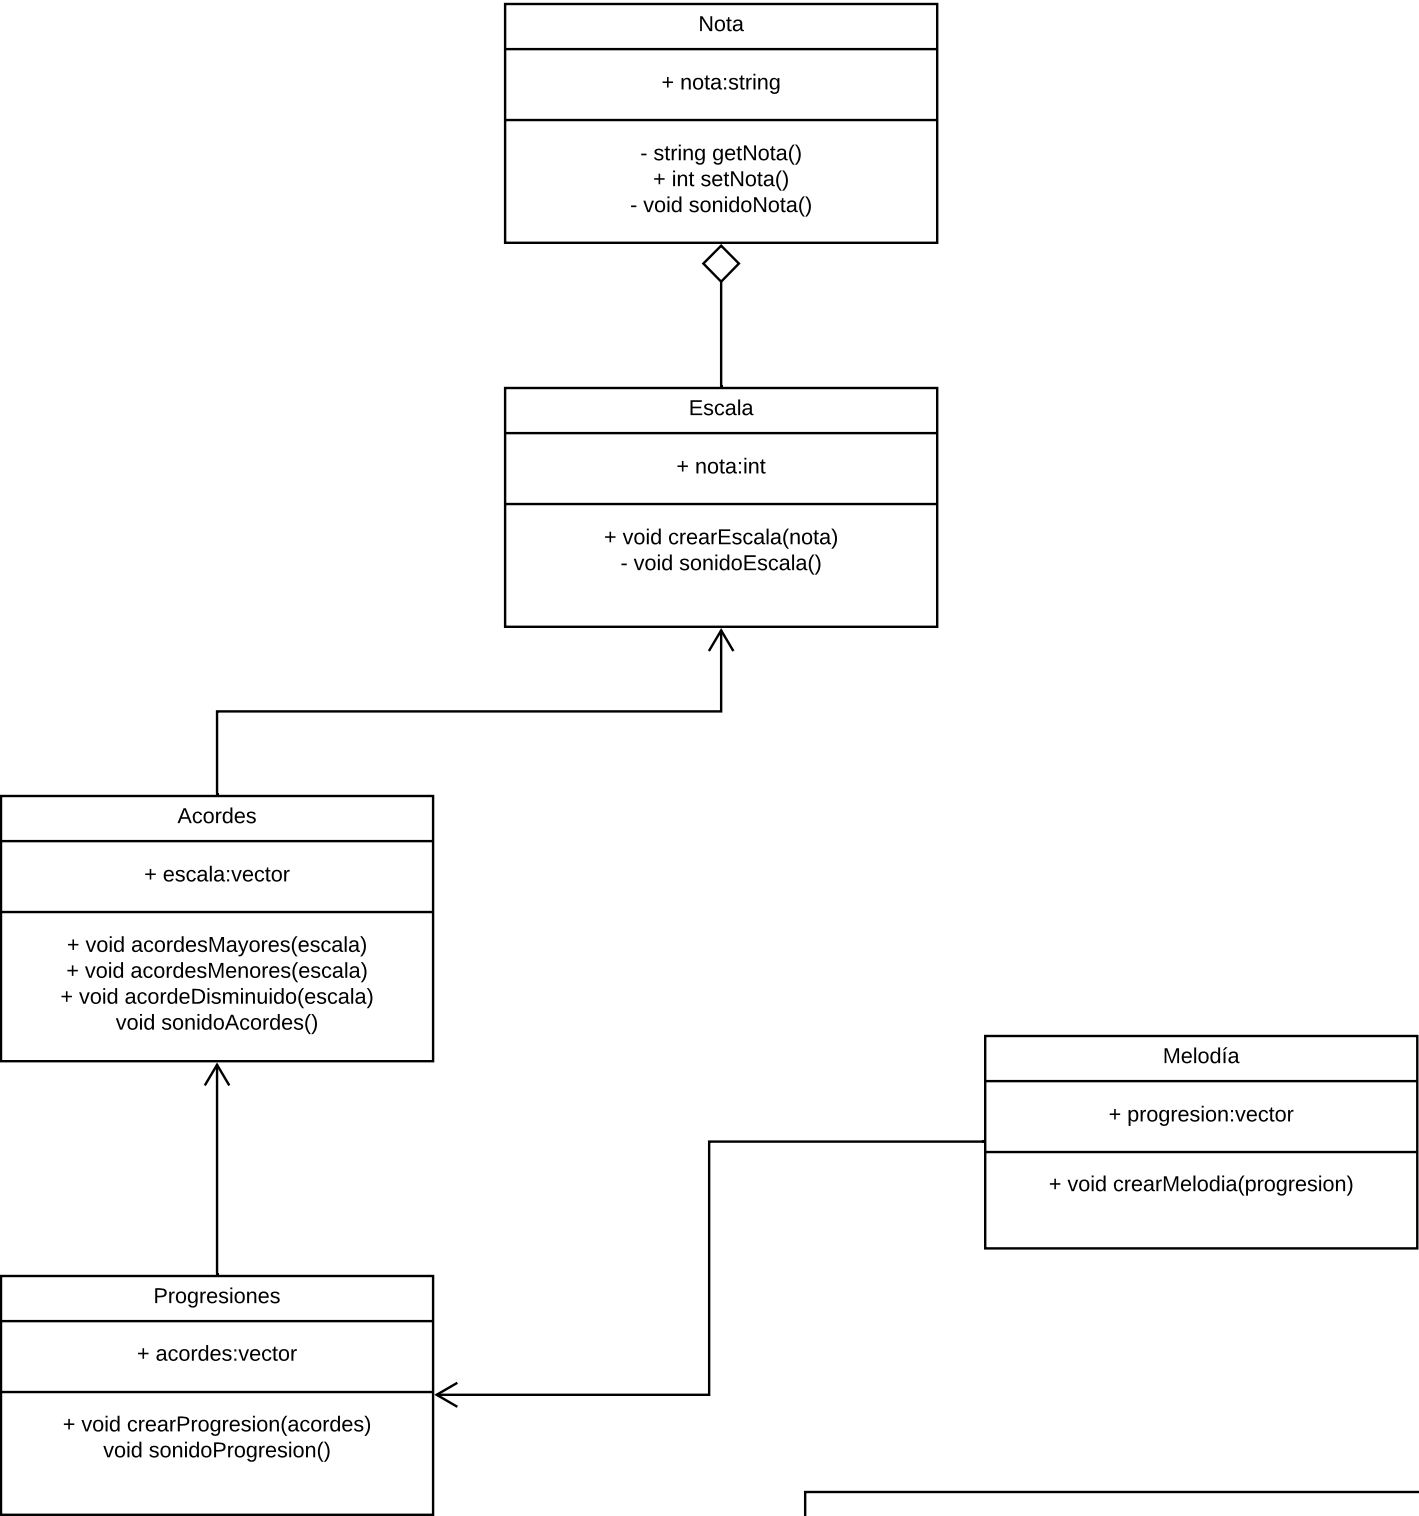 Nota
+ nota:string
- string getNota()
+ int setNota()
- void sonidoNota()
Escala
+ nota:int
+ void crearEscala(nota)
- void sonidoEscala()
Acordes
+ escala:vector
+ void acordesMayores(escala)
+ void acordesMenores(escala)
+ void acordeDisminuido(escala)
void sonidoAcordes()
Melodía
+ progresion:vector
+ void crearMelodia(progresion)
Progresiones
+ acordes:vector
+ void crearProgresion(acordes)
void sonidoProgresion()